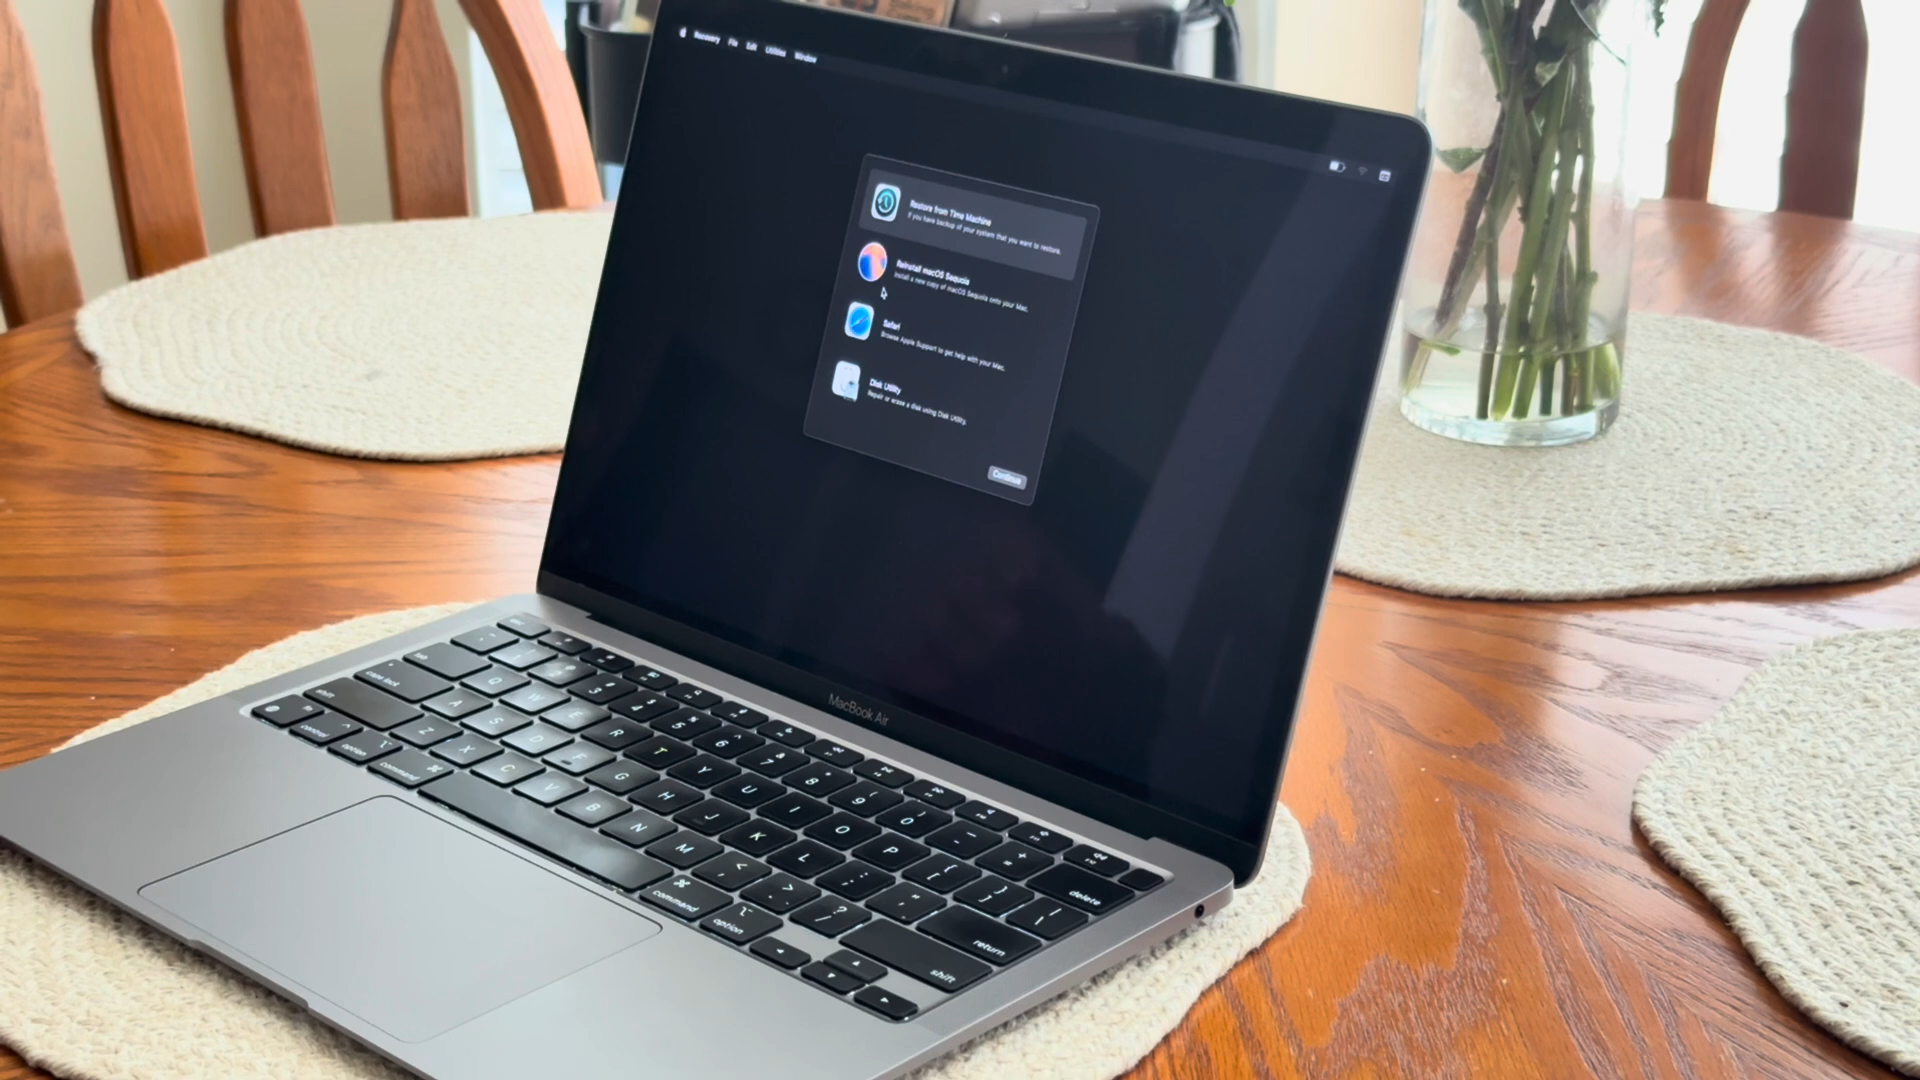 Recovery File Edit Utilities Window
Restore from Time Machine
If you have backup of your system that you want to restore.
Reinstall macOS Sequoia
Install a new copy of macOS Sequoia onto your Mac.
Safari
Browse Apple Support to get help with your Mac.
Disk Utility
Repair or erase a disk using Disk Utility.
Continue
MacBook Air
2 3 4 5 6 7 8 9 0 - =
tab Q W E R T Y U I O P [ ] \
delete
caps lock A S D F G H J K L ; "
return
shift Z X C V B N M < , > . ? /
shift
control option command
command option